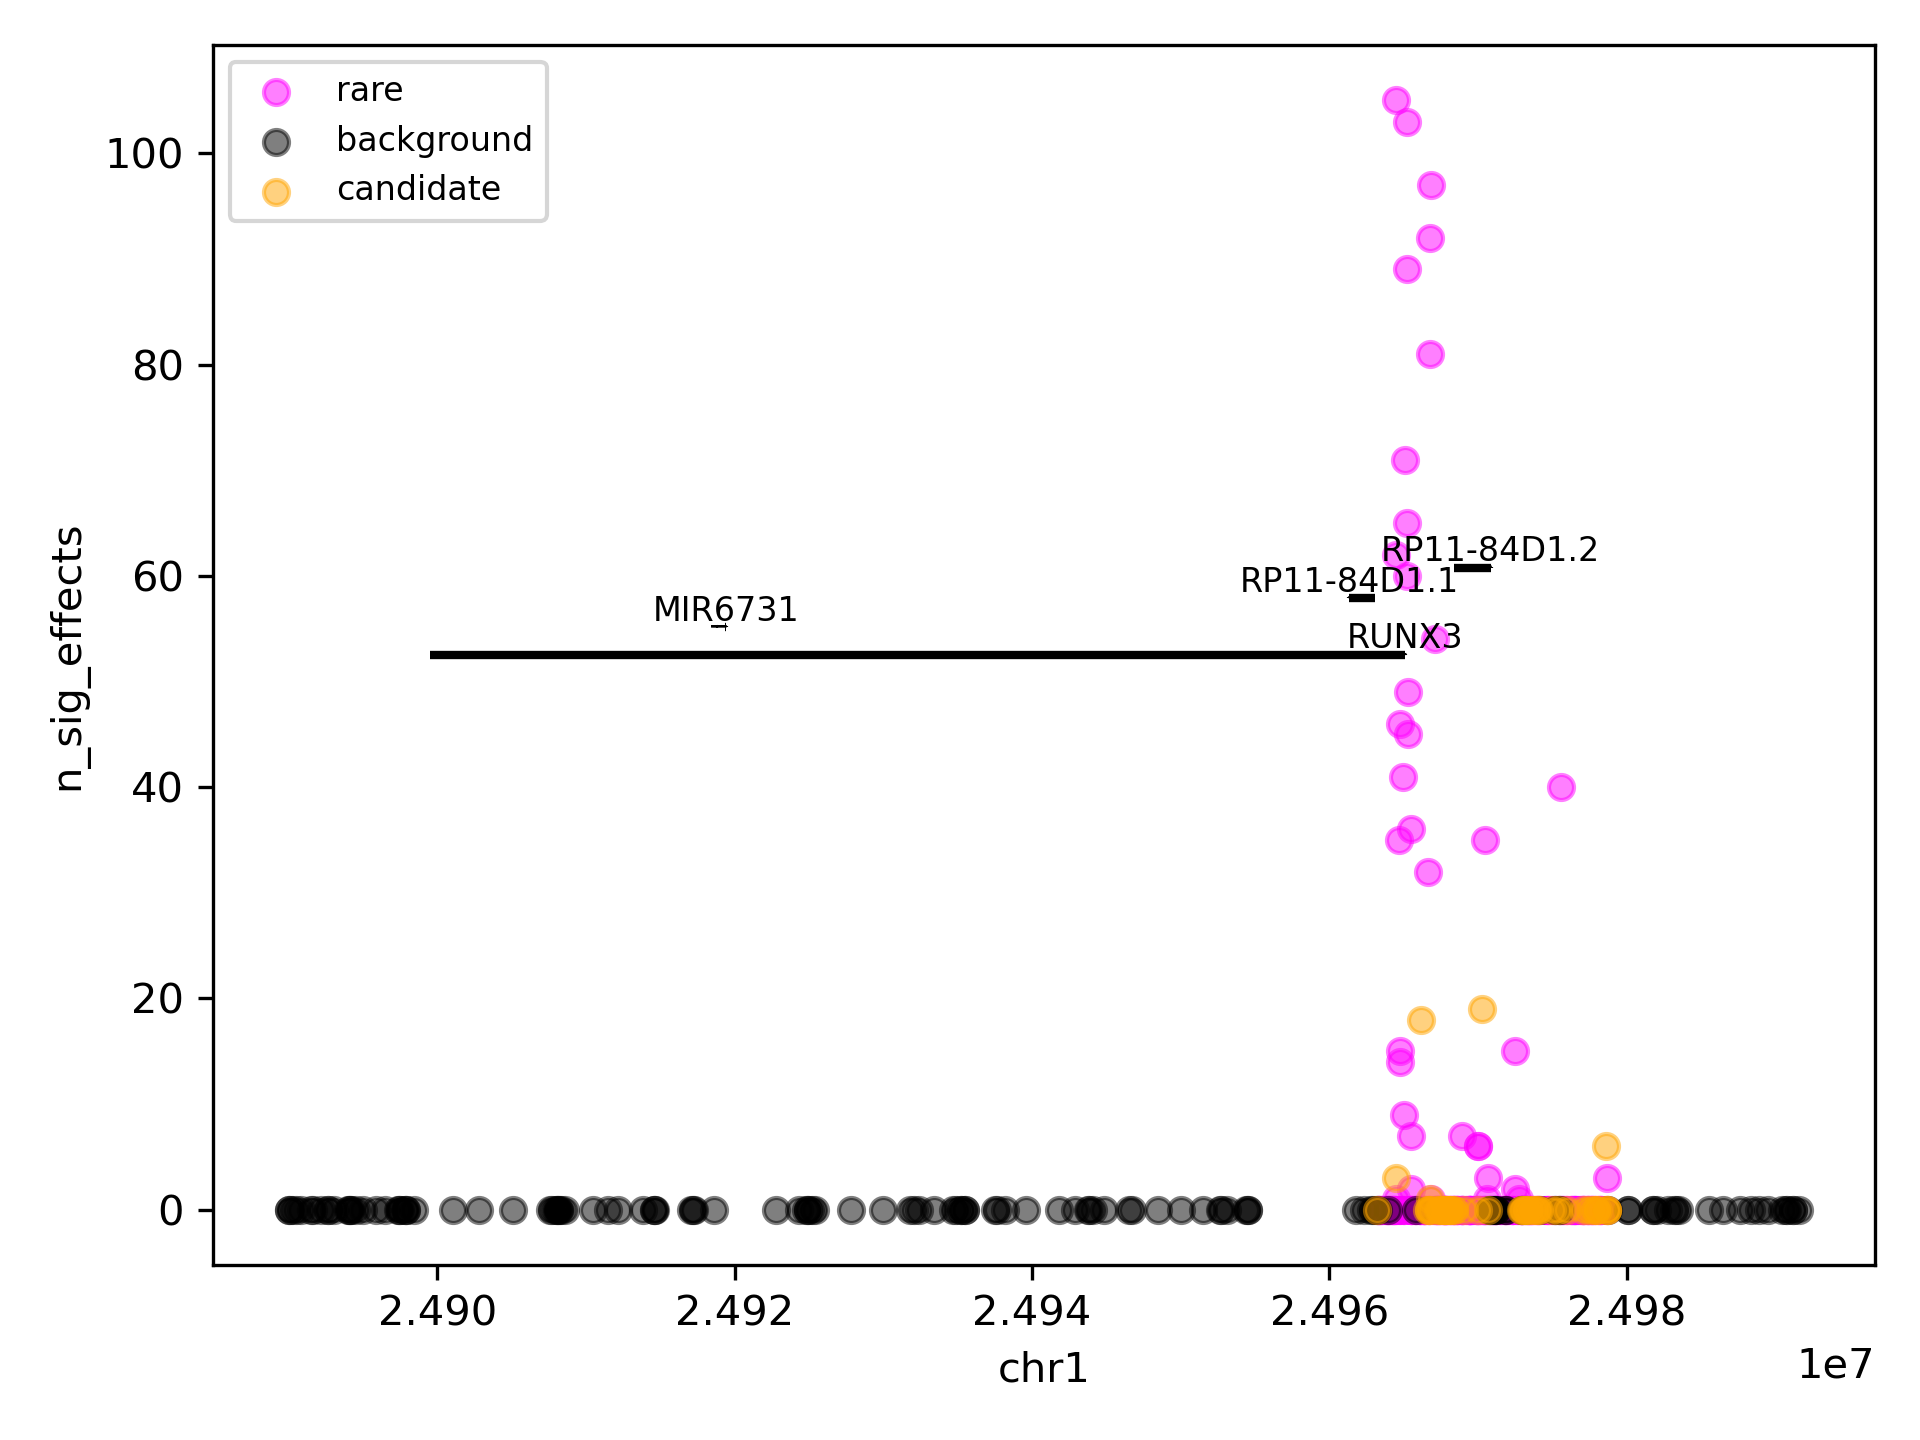 rare
background
candidate
100
80
60
40
20
0
n_sig_effects
RP11-84D1.2
RP11-84D1.1
MIR6731
RUNX3
2.490 2.492 2.494 2.496 2.498
chr1
1e7